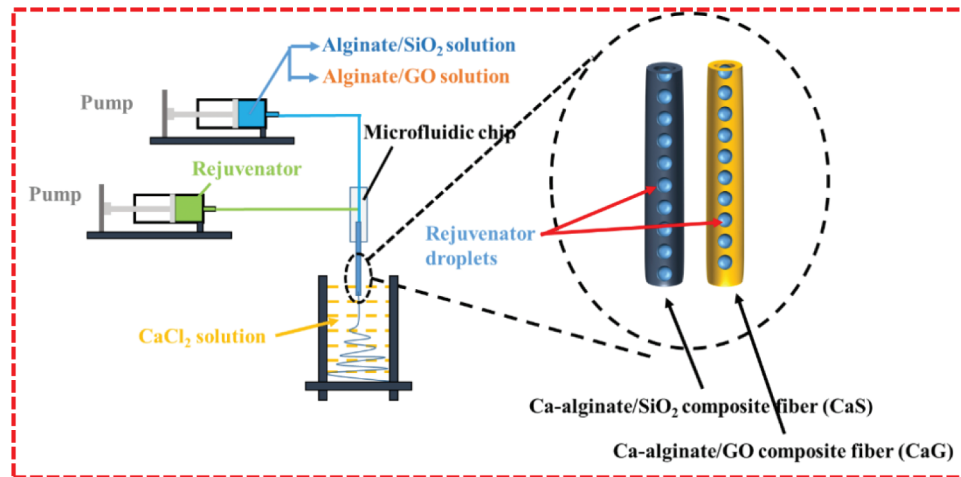 Alginate/SiO₂ solution
Alginate/GO solution
Pump
Microfluidic chip
Rejuvenator
Pump
Rejuvenator
droplets
CaCl₂ solution
Ca-alginate/SiO₂ composite fiber (CaS)
Ca-alginate/GO composite fiber (CaG)